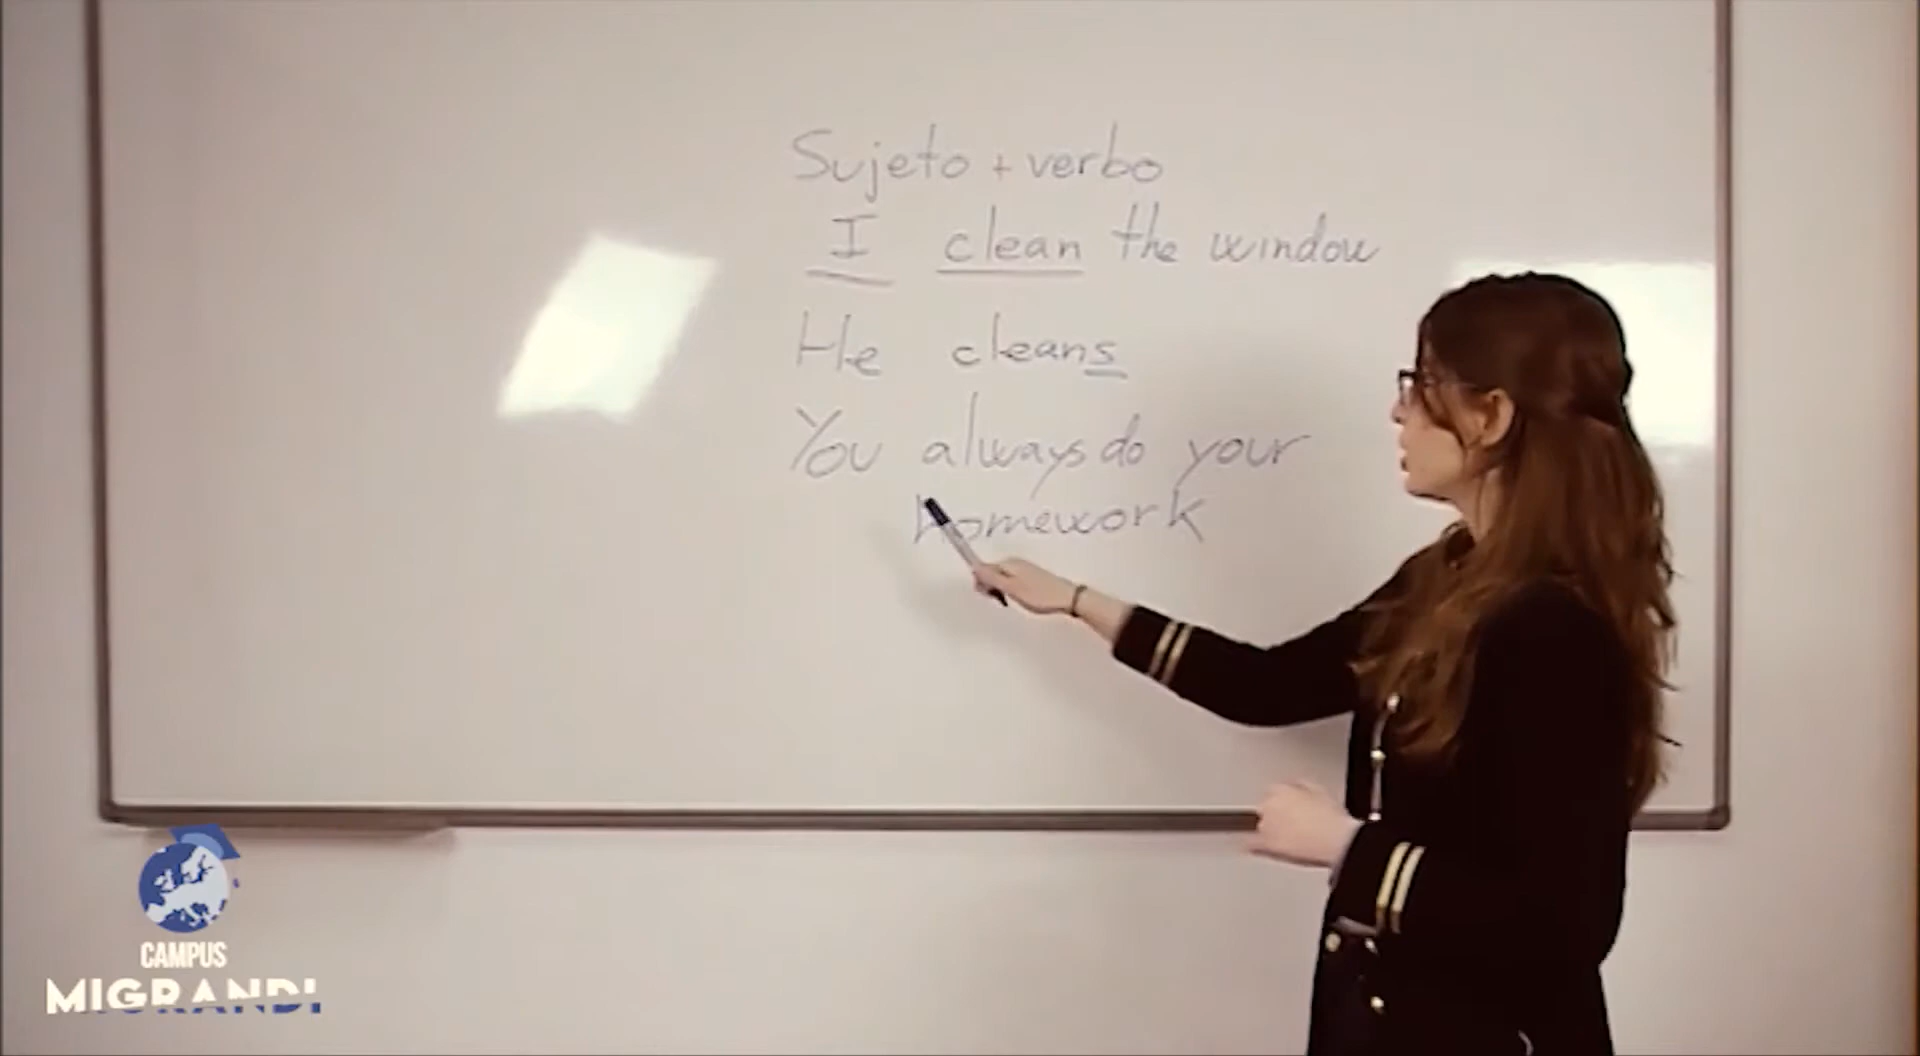 Sujeto + verbo
I clean the window
He cleans
You always do your
homework
CAMPUS
MIGRANDI